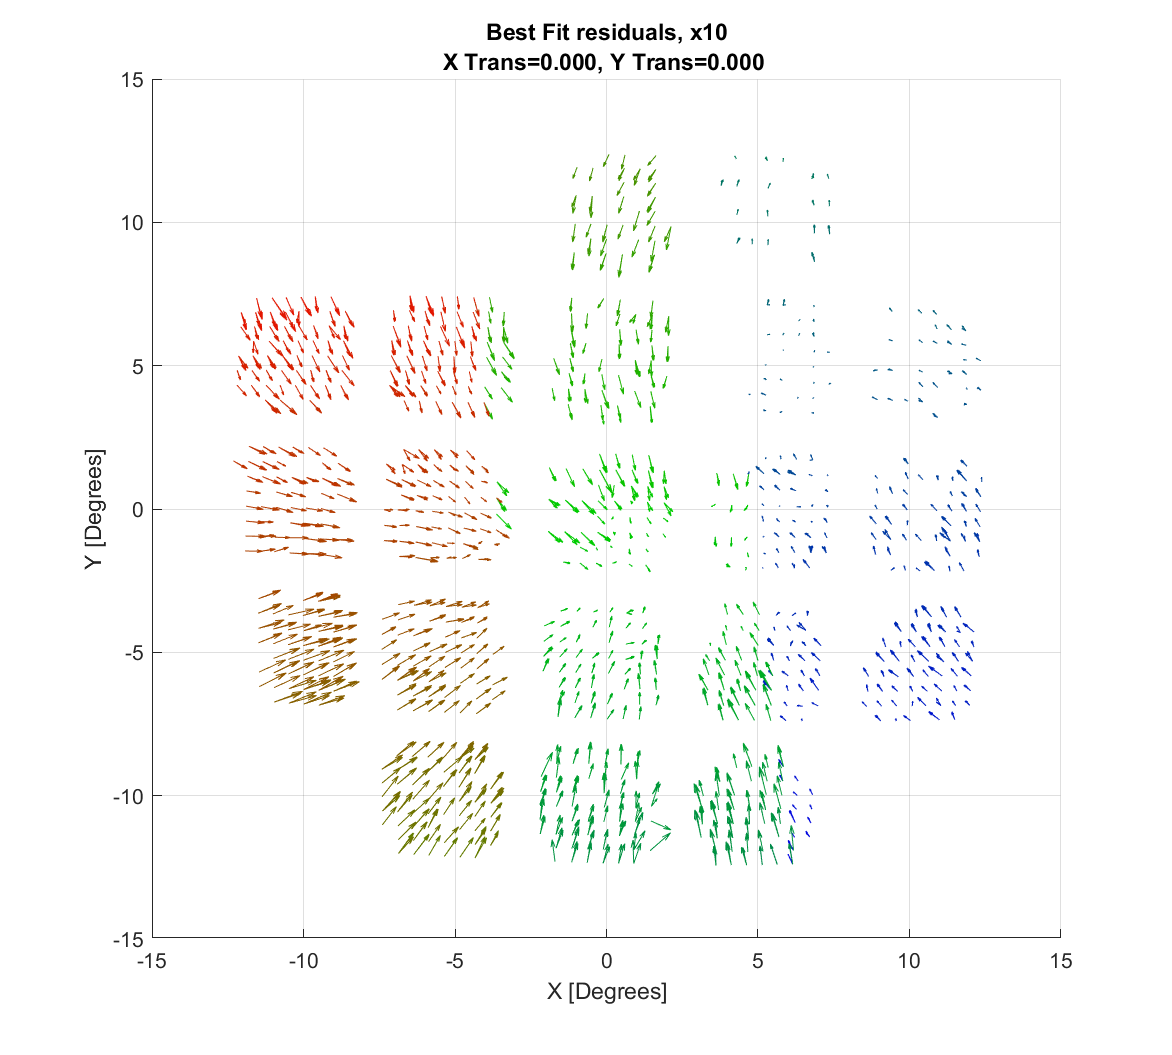 Best Fit residuals, x10
X Trans=0.000, Y Trans=0.000
15
10
5
0
-5
-10
-15
Y [Degrees]
-15 -10 -5 0 5 10 15
X [Degrees]